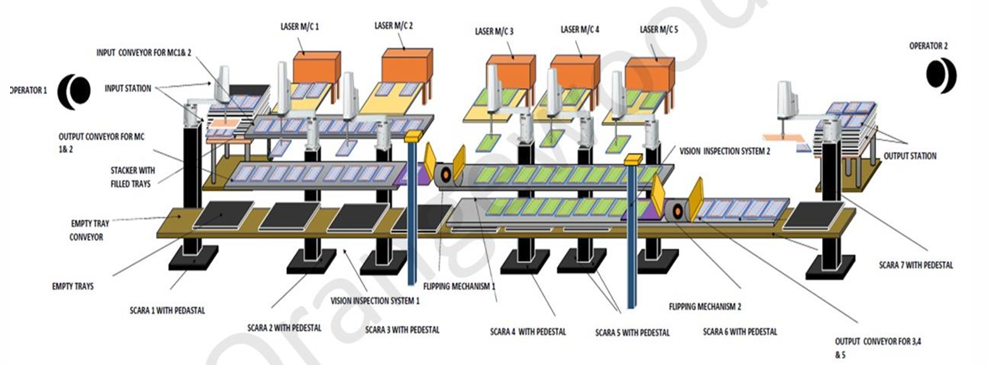 LASER M/C 1
LASER M/C 2
LASER M/C 3
LASER M/C 4
LASER M/C 5
OPERATOR 2
INPUT CONVEYOR FOR MC1& 2
OPERATOR 1
INPUT STATION
OUTPUT CONVEYOR FOR MC
1& 2
STACKER WITH
FILLED TRAYS
VISION INSPECTION SYSTEM 2
OUTPUT STATION
EMPTY TRAY
CONVEYOR
EMPTY TRAYS
SCARA 1 WITH PEDASTAL
SCARA 2 WITH PEDESTAL
VISION INSPECTION SYSTEM 1
SCARA 3 WITH PEDESTAL
FLIPPING MECHANISM 1
SCARA 4 WITH PEDESTAL
SCARA 5 WITH PEDESTAL
FLIPPING MECHANISM 2
SCARA 6 WITH PEDESTAL
SCARA 7 WITH PEDESTAL
OUTPUT CONVEYOR FOR 3,4
& 5